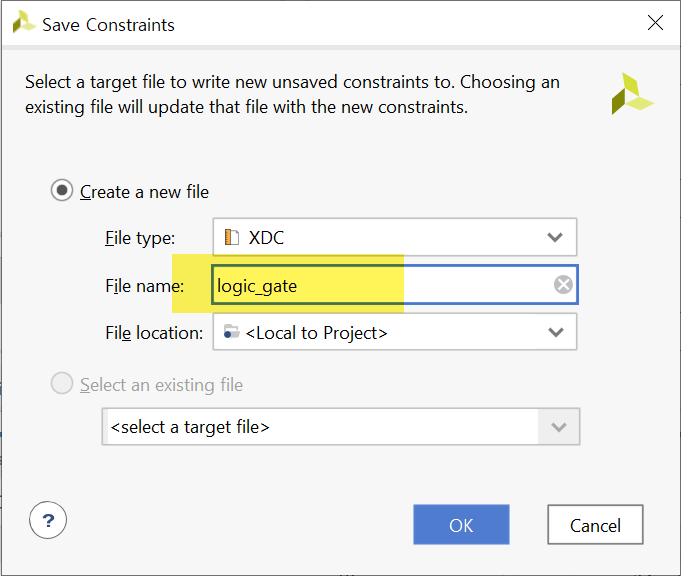 Save Constraints
Select a target file to write new unsaved constraints to. Choosing an
existing file will update that file with the new constraints.
Create a new file
File type: XDC
File name: logic_gate
File location: <Local to Project>
Select an existing file
<select a target file>
?
OK Cancel